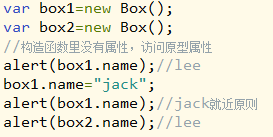 var box1=new Box();
var box2=new Box();
//构造函数里没有属性，访问原型属性
alert(box1.name);//lee
box1.name="jack";
alert(box1.name);//jack就近原则
alert(box2.name);//lee